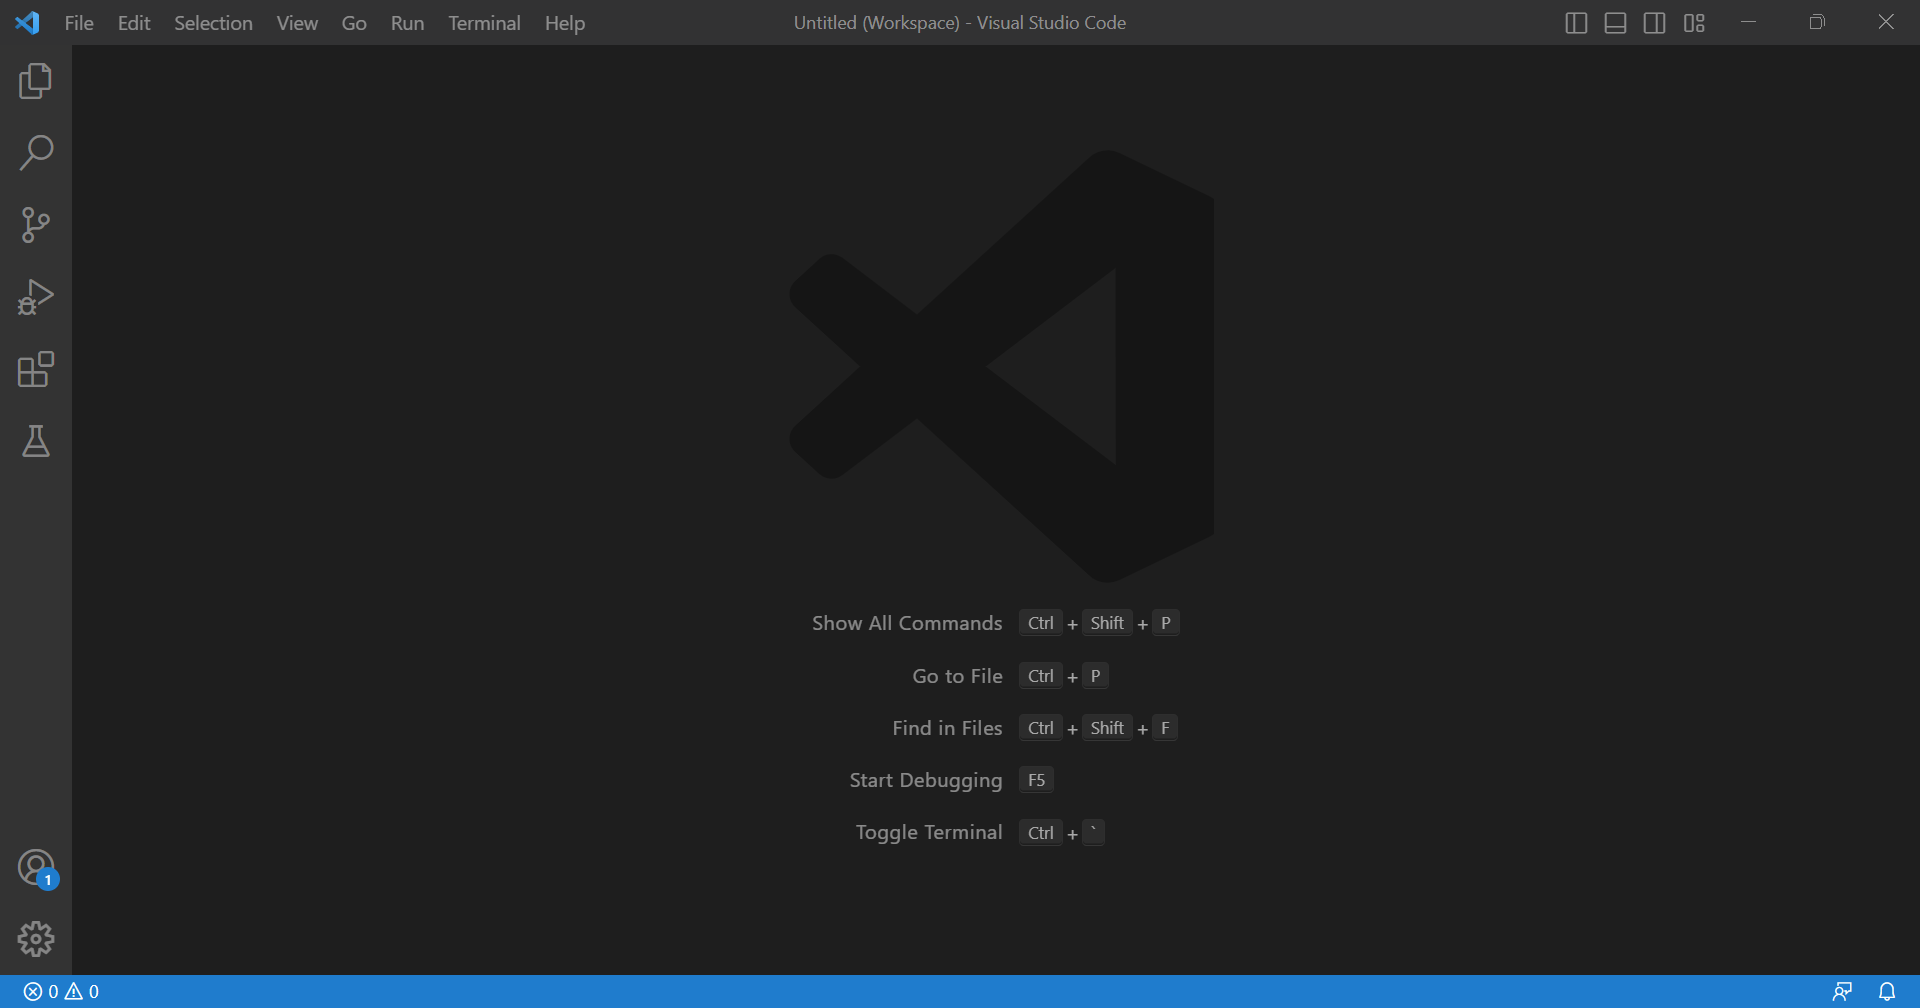 File Edit Selection View Go Run Terminal Help Untitled (Workspace) - Visual Studio Code
Show All Commands Ctrl + Shift + P
Go to File Ctrl + P
Find in Files Ctrl + Shift + F
Start Debugging F5
Toggle Terminal Ctrl + `
1
0 0